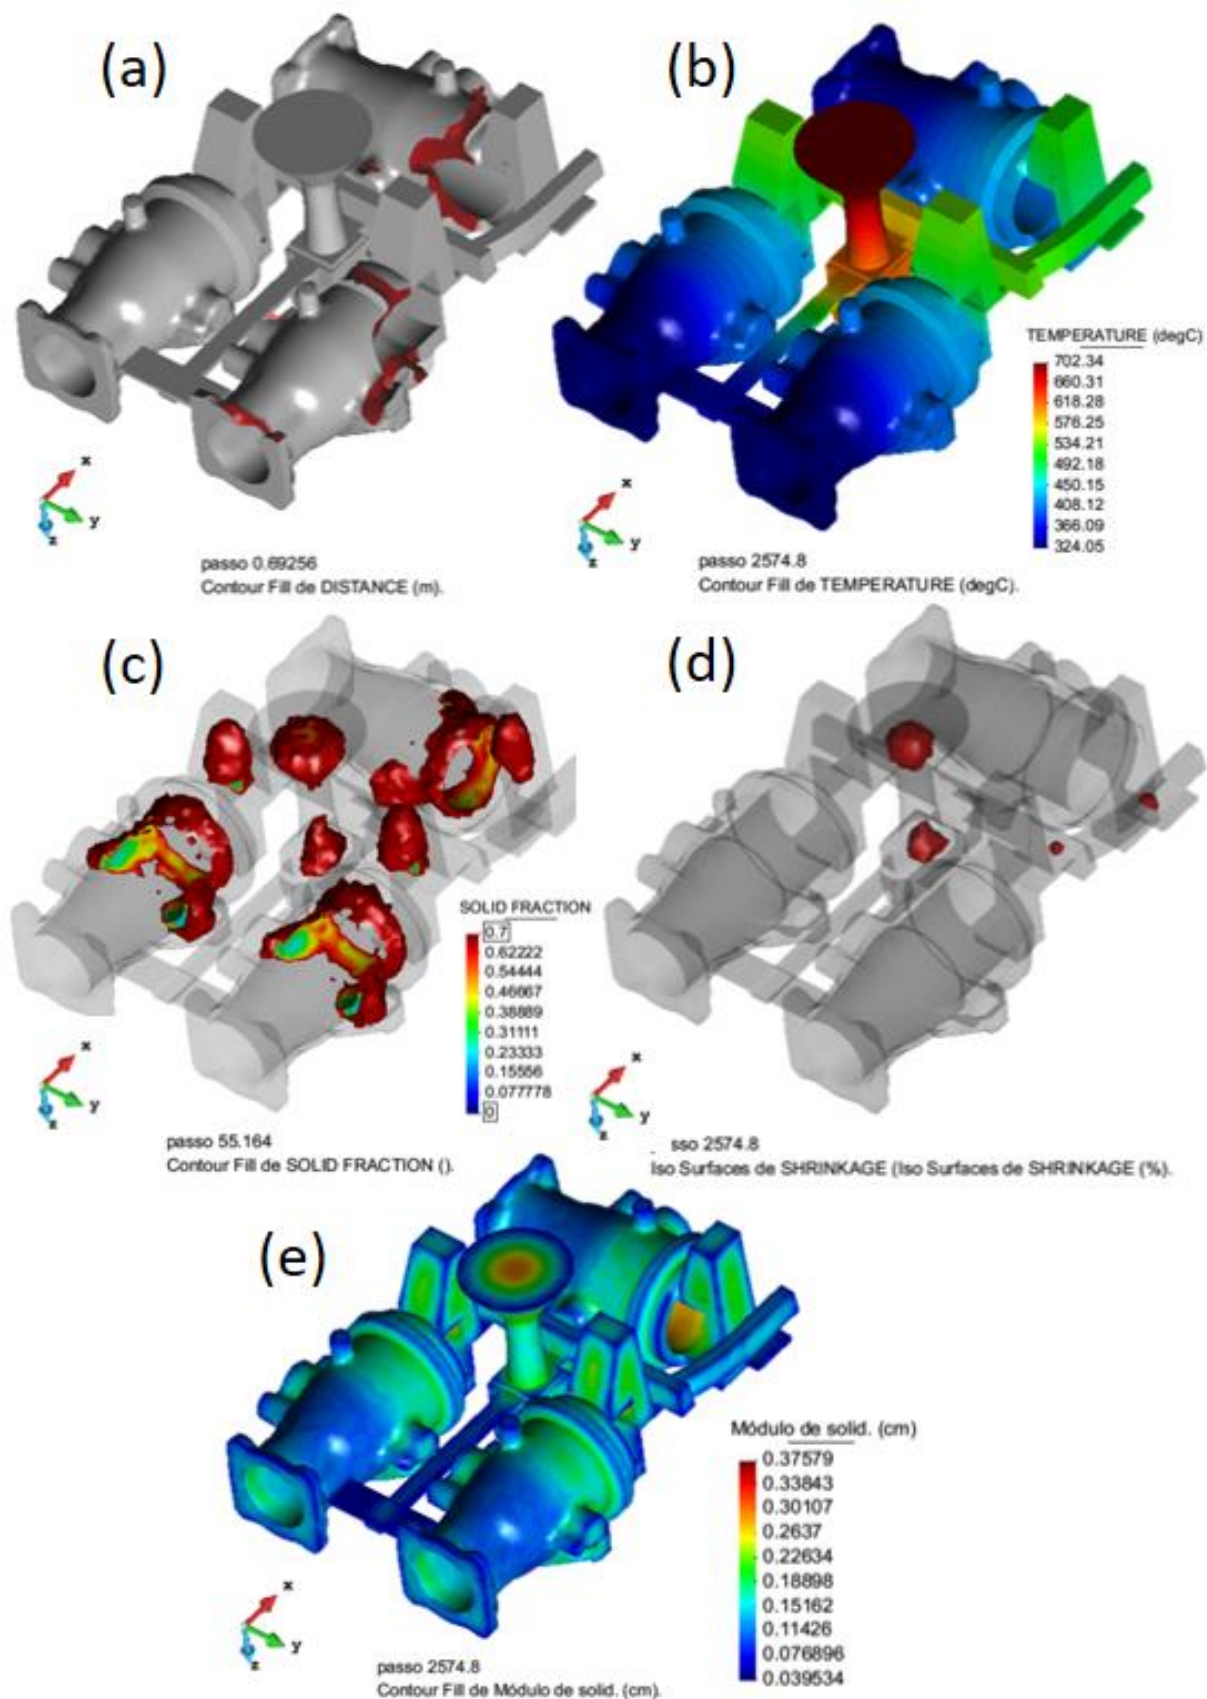 (a)
x
y
z
passo 0.69256
Contour Fill de DISTANCE (m).
(b)
TEMPERATURE (degC)
702.34
660.31
618.28
576.25
534.21
492.18
450.15
408.12
366.09
324.05
x
y
z
passo 2574.8
Contour Fill de TEMPERATURE (degC).
(c)
SOLID FRACTION
0.7
0.62222
0.54444
0.46667
0.38889
0.31111
0.23333
0.15556
0.077778
0
x
y
z
passo 55.164
Contour Fill de SOLID FRACTION ().
(d)
x
y
z
sso 2574.8
Iso Surfaces de SHRINKAGE (Iso Surfaces de SHRINKAGE (%).
(e)
Módulo de solid. (cm)
0.37579
0.33843
0.30107
0.2637
0.22634
0.18898
0.15162
0.11426
0.076896
0.039534
x
y
z
passo 2574.8
Contour Fill de Módulo de solid. (cm).